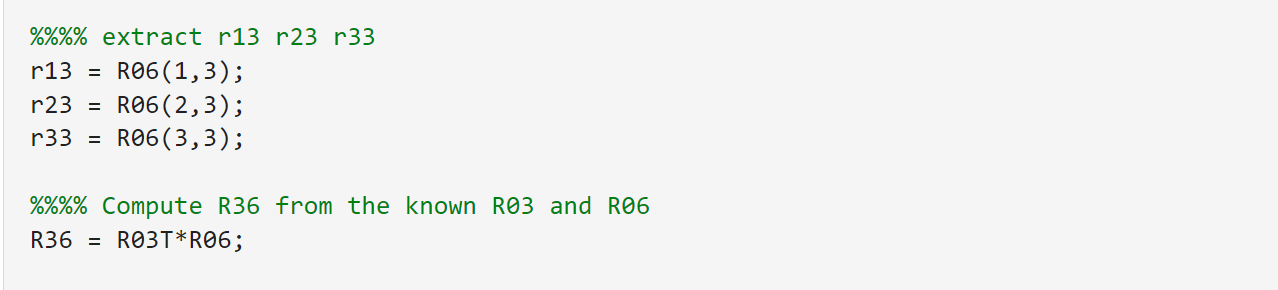 %%%% extract r13 r23 r33
r13 = R06(1,3);
r23 = R06(2,3);
r33 = R06(3,3);
%%%% Compute R36 from the known R03 and R06
R36 = R03T*R06;